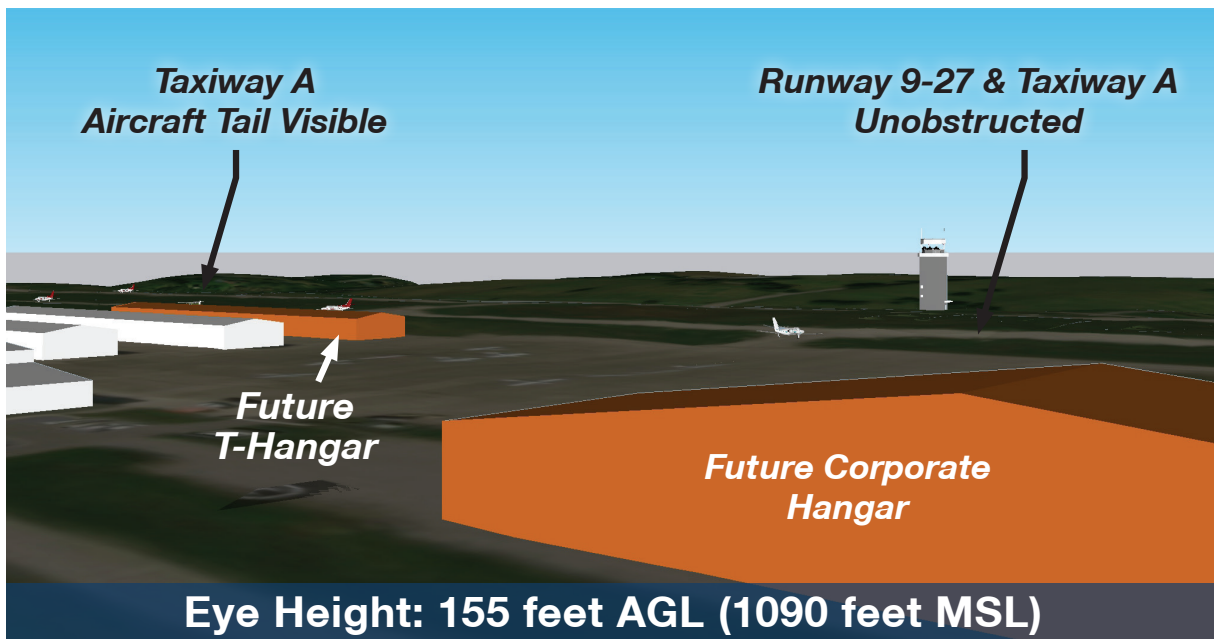 Taxiway A
Aircraft Tail Visible
Runway 9-27 & Taxiway A
Unobstructed
Future
T-Hangar
Future Corporate
Hangar
Eye Height: 155 feet AGL (1090 feet MSL)